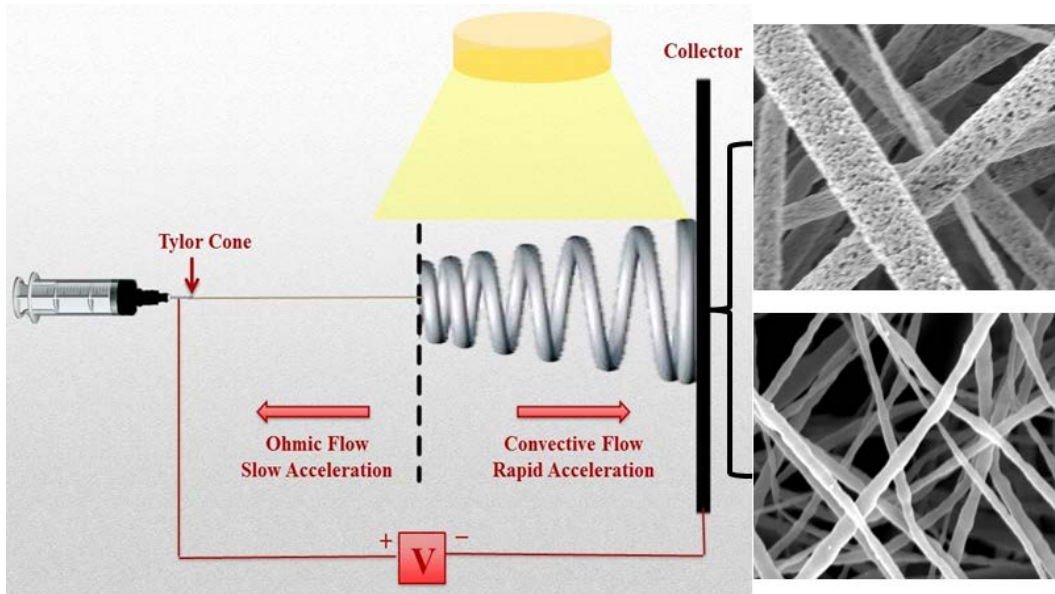 Collector
Tylor Cone
Ohmic Flow
Slow Acceleration
Convective Flow
Rapid Acceleration
+ V −